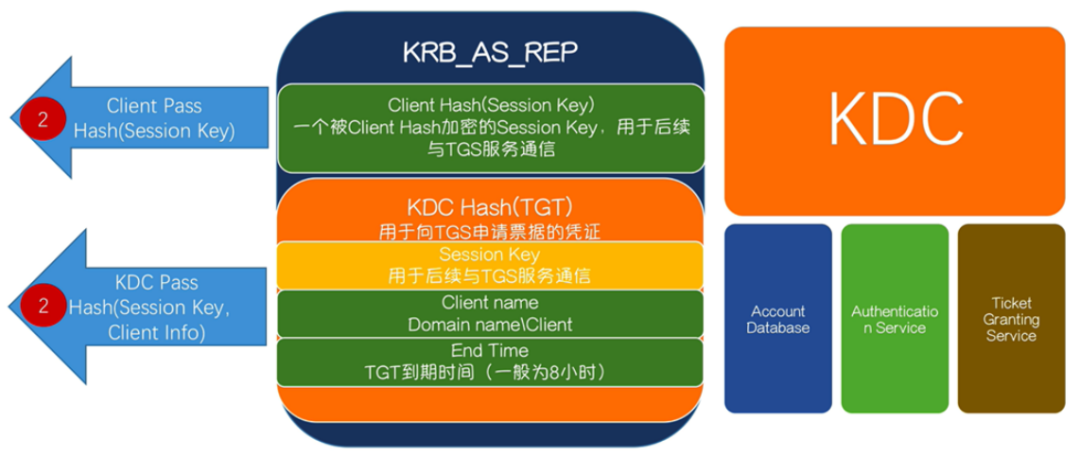 2
Client Pass
Hash(Session Key)
2
KDC Pass
Hash(Session Key,
Client Info)
KRB_AS_REP
Client Hash(Session Key)
一个被Client Hash加密的Session Key，用于后续
与TGS服务通信
KDC Hash(TGT)
用于向TGS申请票据的凭证
Session Key
用于后续与TGS服务通信
Client name
Domain name\Client
End Time
TGT到期时间（一般为8小时）
KDC
Account
Database
Authenticatio
n Service
Ticket
Granting
Service